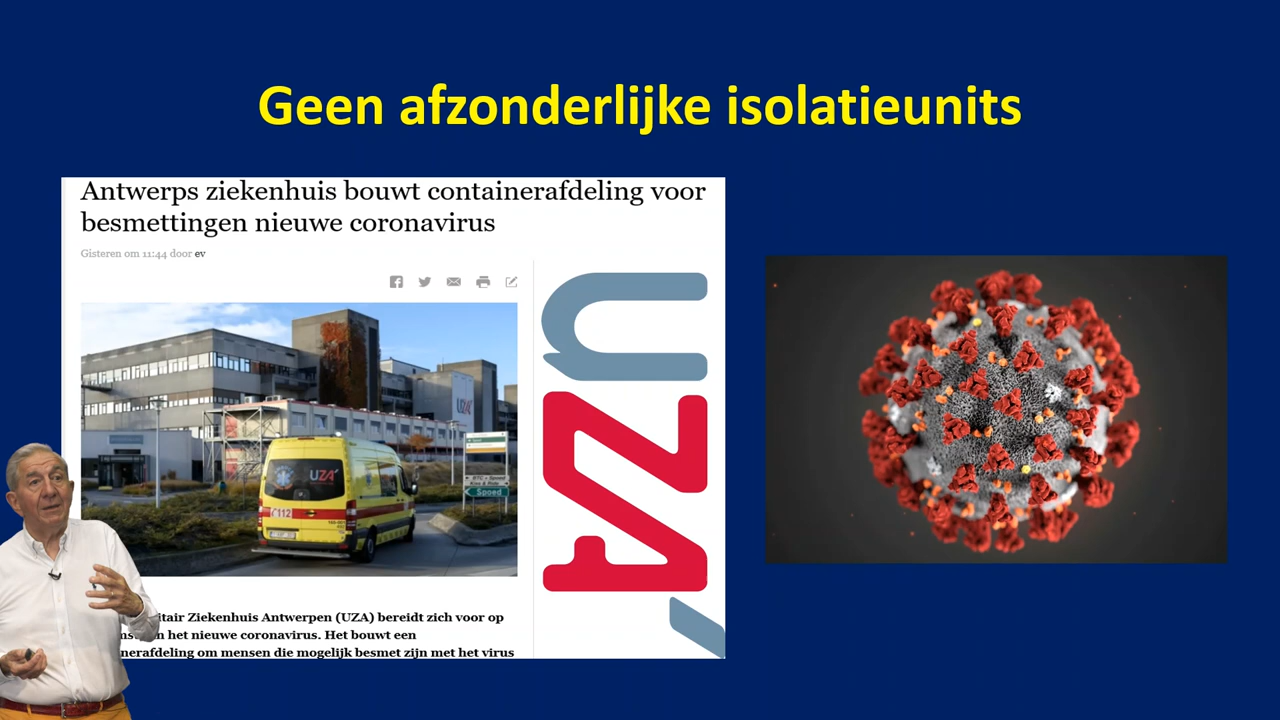 Geen afzonderlijke isolatieunits
Antwerps ziekenhuis bouwt containerafdeling voor
besmettingen nieuwe coronavirus
Gisteren om 11:44 door ev
UZA
UZA
112
Spoed
UZA
itair Ziekenhuis Antwerpen (UZA) bereidt zich voor op
het nieuwe coronavirus. Het bouwt een
nerafdeling om mensen die mogelijk besmet zijn met het virus